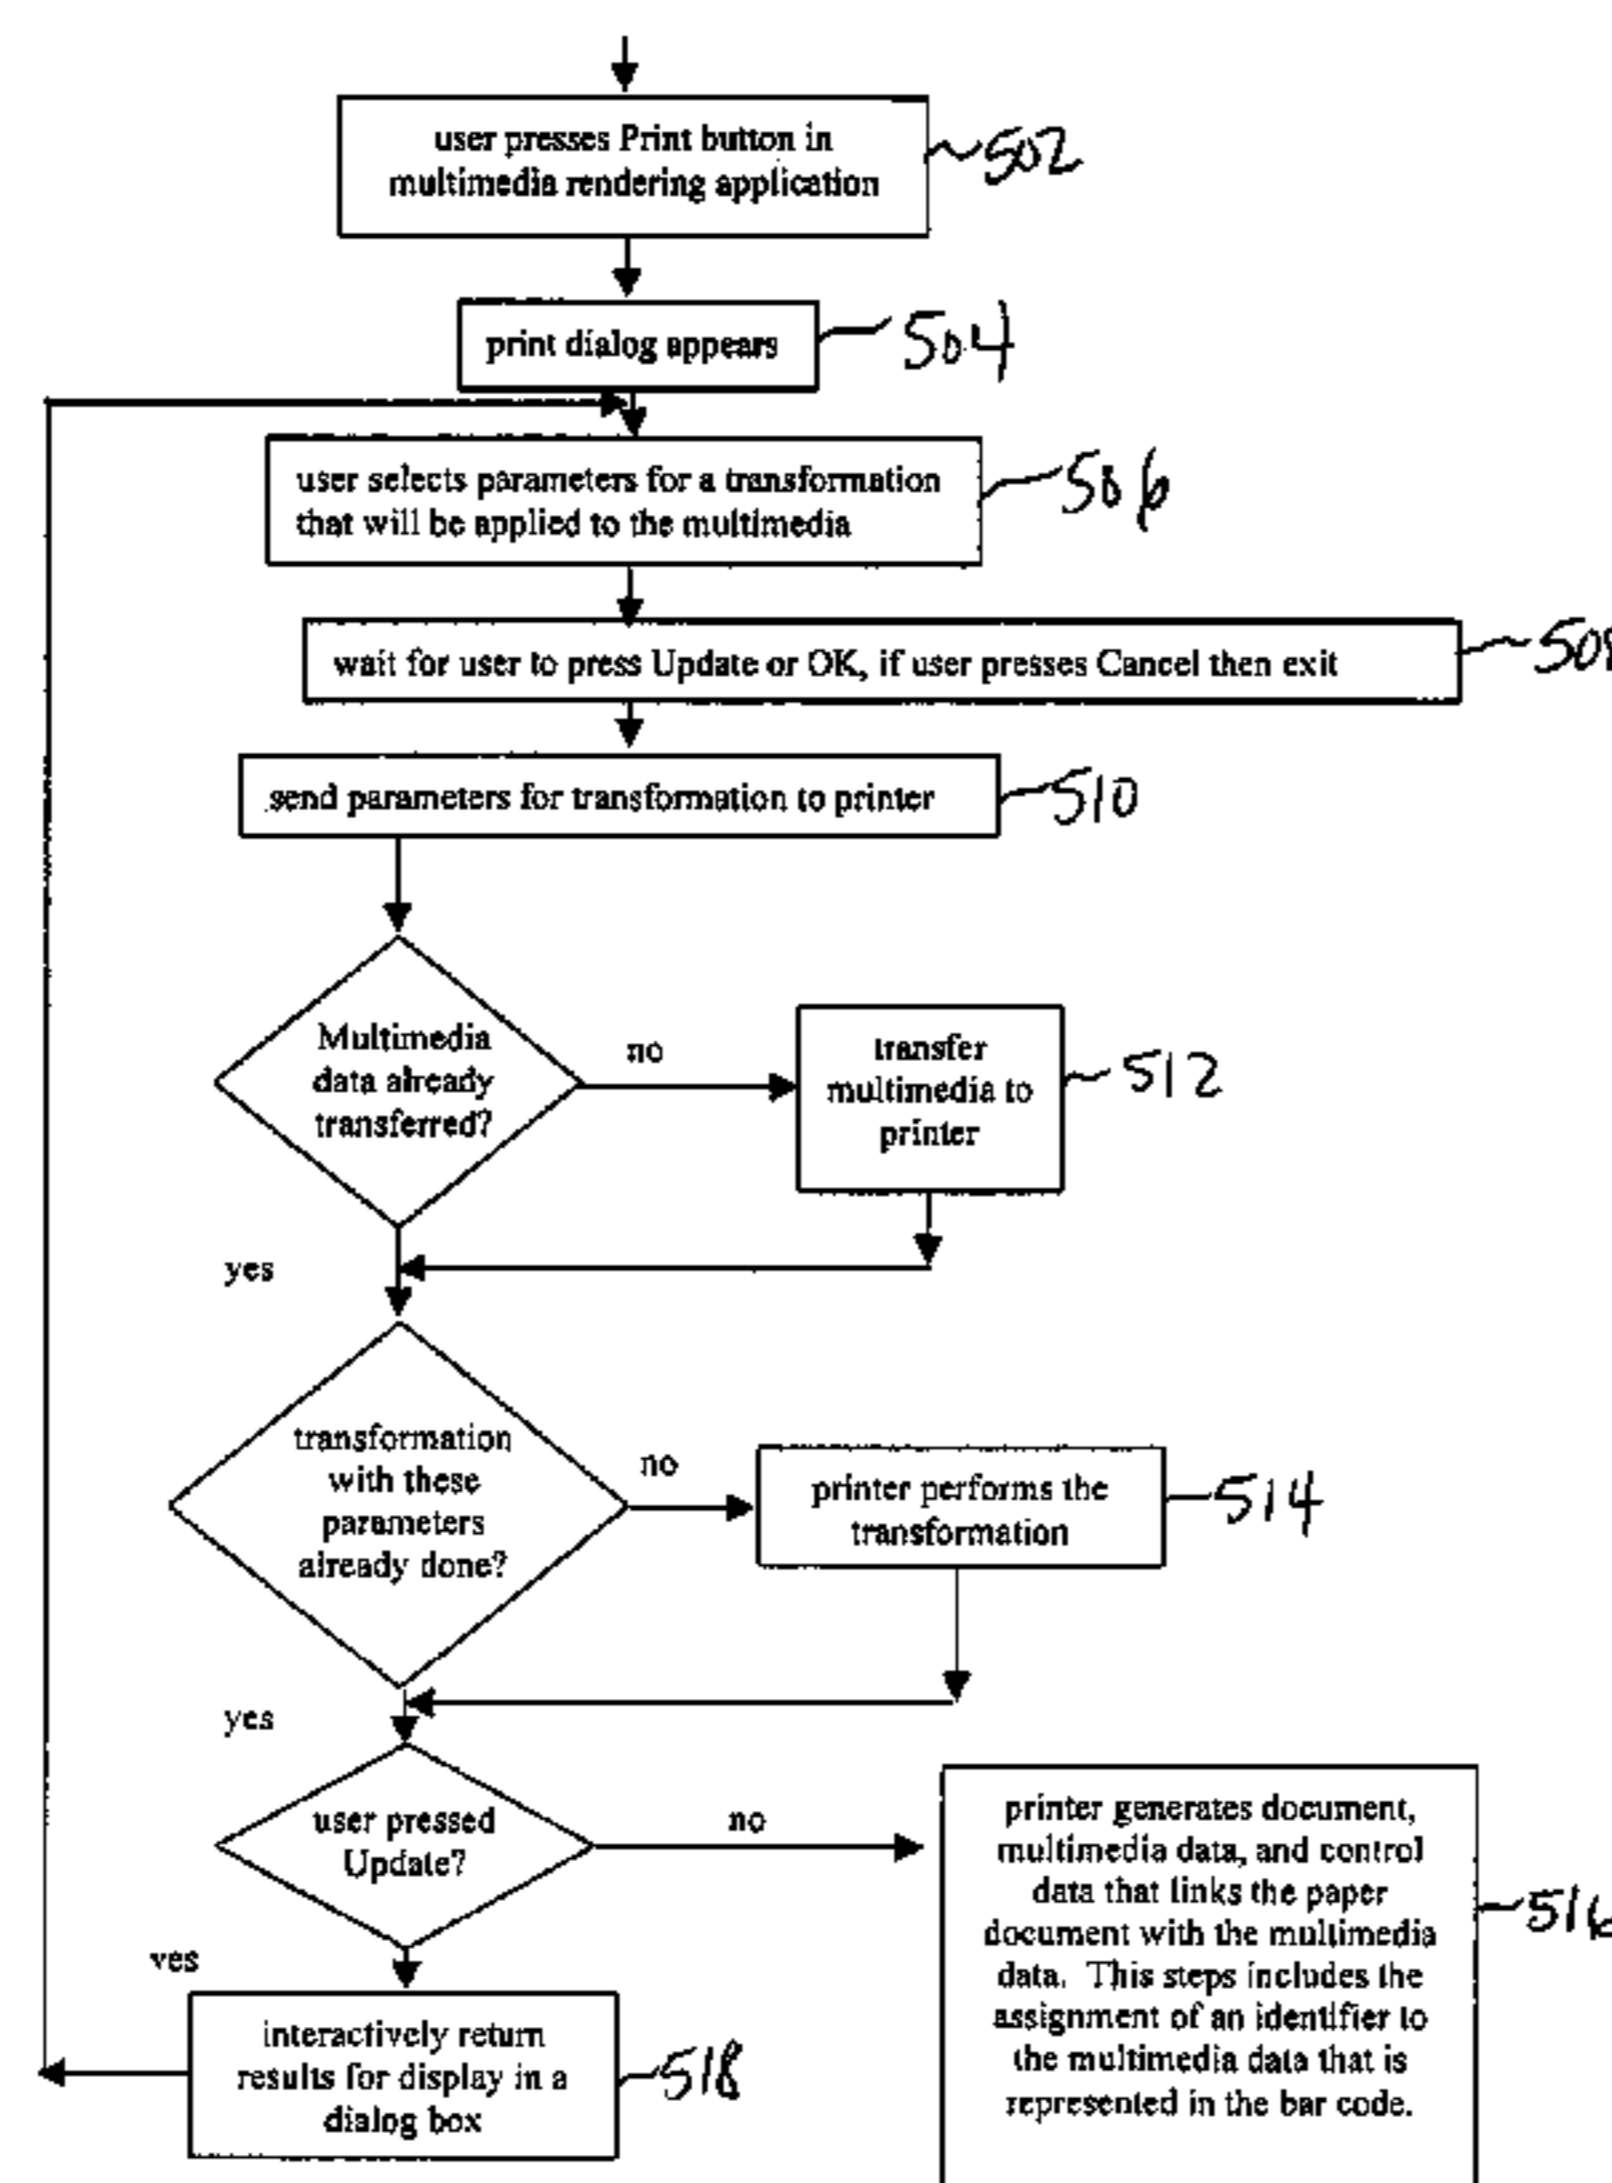 user presses Print button in
multimedia rendering application
502
print dialog appears
504
user selects parameters for a transformation
that will be applied to the multimedia
506
wait for user to press Update or OK, if user presses Cancel then exit
508
send parameters for transformation to printer
510
Multimedia
data already
transferred?
no
transfer
multimedia to
printer
512
yes
transformation
with these
parameters
already done?
no
printer performs the
transformation
514
yes
user pressed
Update?
no
printer generates document,
multimedia data, and control
data that links the paper
document with the multimedia
data. This steps includes the
assignment of an identifier to
the multimedia data that is
represented in the bar code.
516
yes
interactively return
results for display in a
dialog box
518